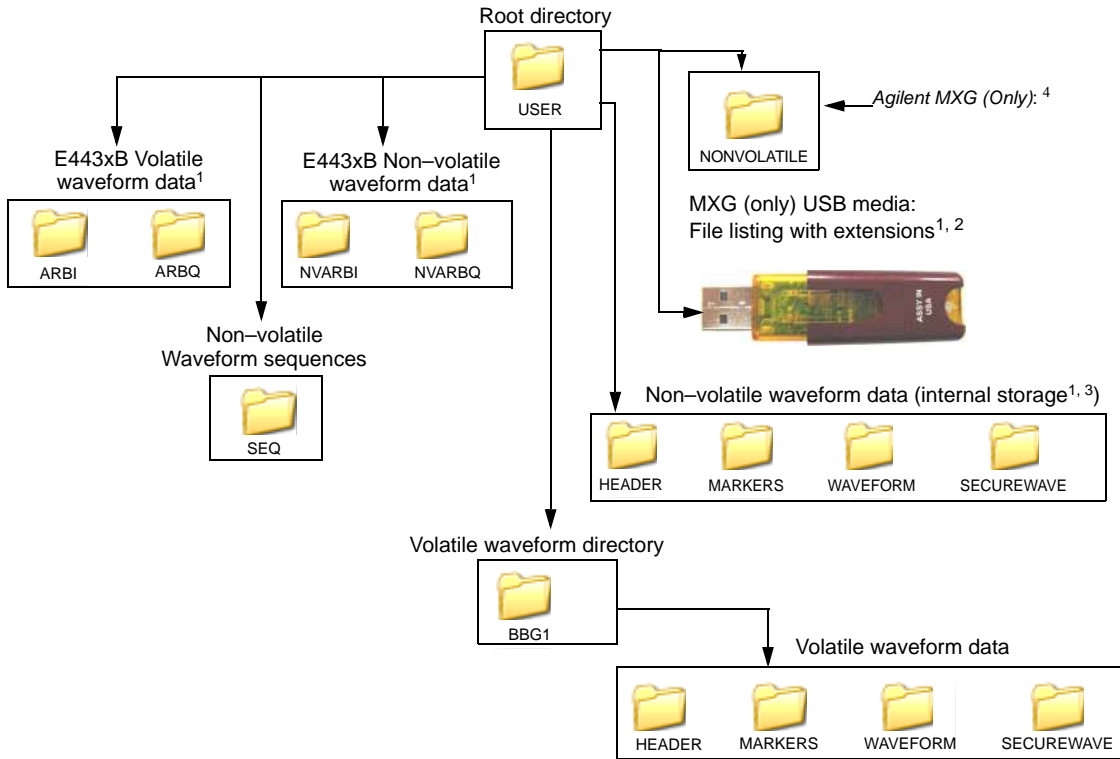 Root directory
USER
Agilent MXG (Only): 4
NONVOLATILE
E443xB Volatile
waveform data1
ARBI
ARBQ
E443xB Non–volatile
waveform data1
NVARBI
NVARBQ
MXG (only) USB media:
File listing with extensions1, 2
ASSY IN
USA
Non–volatile
Waveform sequences
SEQ
Non–volatile waveform data (internal storage1, 3)
HEADER
MARKERS
WAVEFORM
SECUREWAVE
Volatile waveform directory
BBG1
Volatile waveform data
HEADER
MARKERS
WAVEFORM
SECUREWAVE